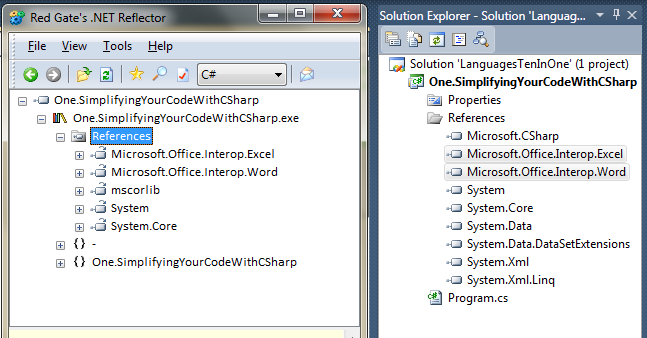 Red Gate's .NET Reflector
File View Tools Help
C#
One.SimplifyingYourCodeWithCSharp
One.SimplifyingYourCodeWithCSharp.exe
References
Microsoft.Office.Interop.Excel
Microsoft.Office.Interop.Word
mscorlib
System
System.Core
{} -
{} One.SimplifyingYourCodeWithCSharp
Solution Explorer - Solution 'Languag...
Solution 'LanguagesTenInOne' (1 project)
One.SimplifyingYourCodeWithCSharp
Properties
References
Microsoft.CSharp
Microsoft.Office.Interop.Excel
Microsoft.Office.Interop.Word
System
System.Core
System.Data
System.Data.DataSetExtensions
System.Xml
System.Xml.Linq
Program.cs